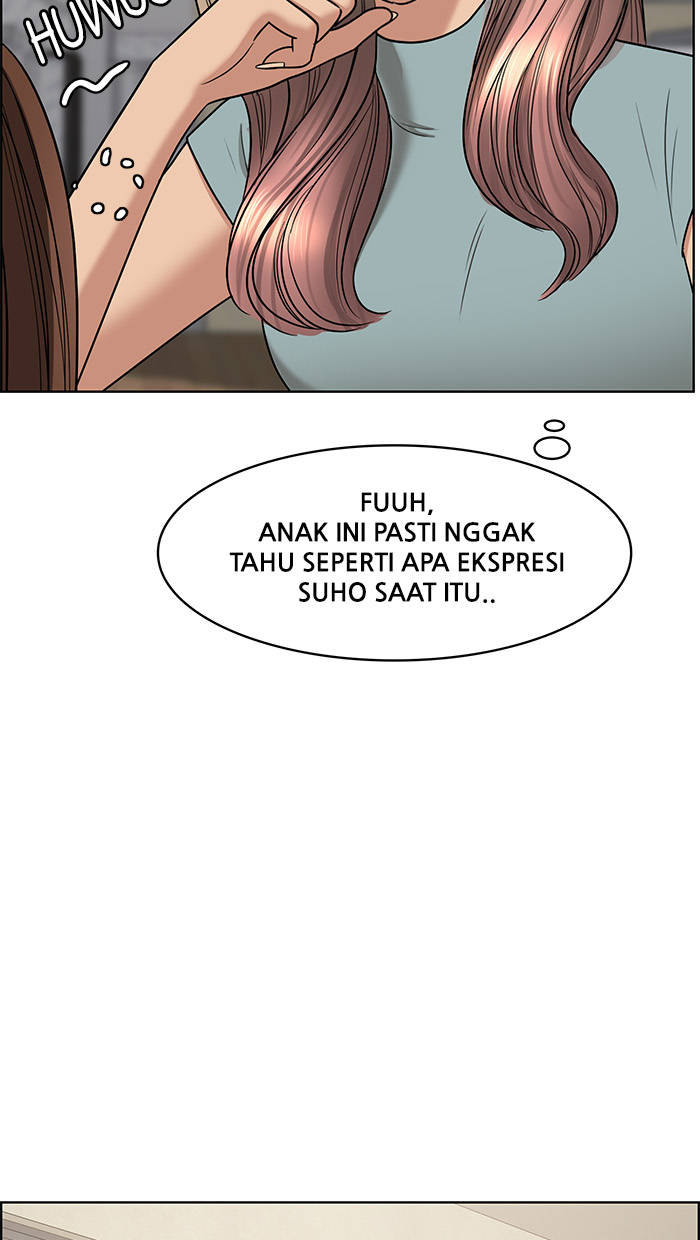 FUUH,
ANAK INI PASTI NGGAK
TAHU SEPERTI APA EKSPRESI
SUHO SAAT ITU..